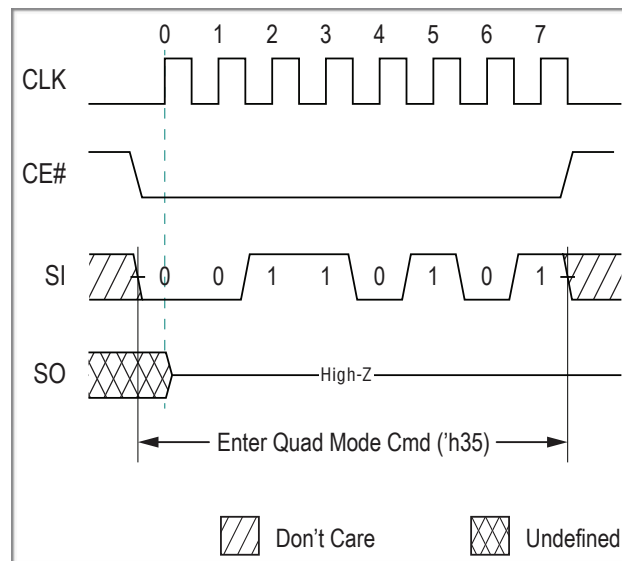 0 1 2 3 4 5 6 7
CLK
CE#
SI 0 0 1 1 0 1 0 1
SO High-Z
Enter Quad Mode Cmd ('h35)
Don't Care Undefined